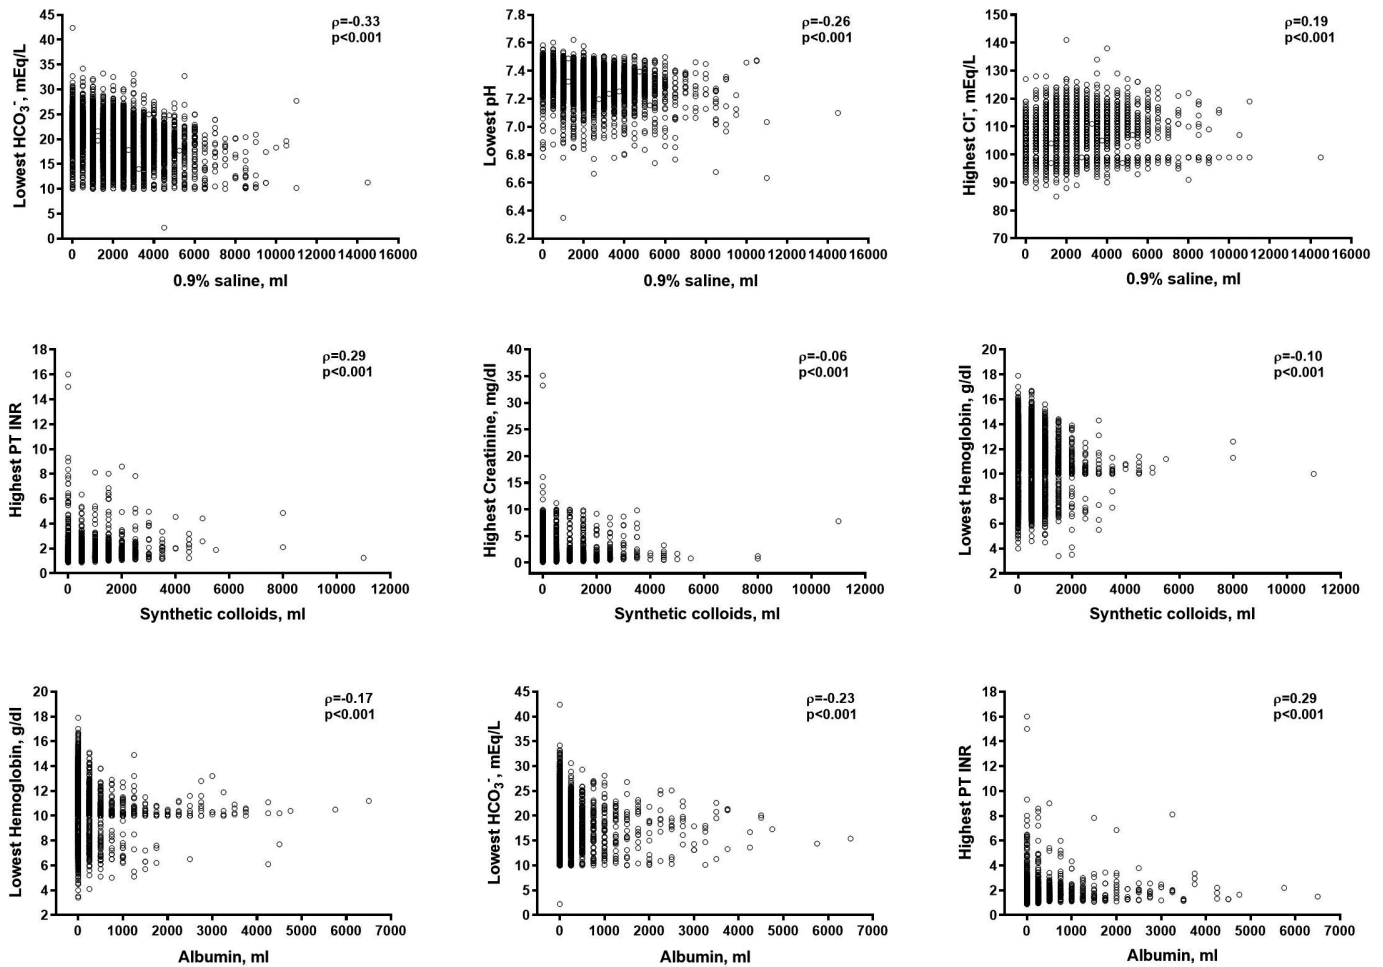 ρ=-0.33
p<0.001
Lowest HCO3-, mEq/L
45
40
35
30
25
20
15
10
5
0
0 2000 4000 6000 8000 10000 12000 14000 16000
0.9% saline, ml
ρ=-0.26
p<0.001
Lowest pH
7.8
7.6
7.4
7.2
7.0
6.8
6.6
6.4
6.2
0 2000 4000 6000 8000 10000 12000 14000 16000
0.9% saline, ml
ρ=0.19
p<0.001
Highest Cl-, mEq/L
150
140
130
120
110
100
90
80
70
0 2000 4000 6000 8000 10000 12000 14000 16000
0.9% saline, ml
ρ=0.29
p<0.001
Highest PT INR
18
16
14
12
10
8
6
4
2
0
0 2000 4000 6000 8000 10000 12000
Synthetic colloids, ml
ρ=-0.06
p<0.001
Highest Creatinine, mg/dl
40
35
30
25
20
15
10
5
0
0 2000 4000 6000 8000 10000 12000
Synthetic colloids, ml
ρ=-0.10
p<0.001
Lowest Hemoglobin, g/dl
20
18
16
14
12
10
8
6
4
2
0 2000 4000 6000 8000 10000 12000
Synthetic colloids, ml
ρ=-0.17
p<0.001
Lowest Hemoglobin, g/dl
20
18
16
14
12
10
8
6
4
2
0 1000 2000 3000 4000 5000 6000 7000
Albumin, ml
ρ=-0.23
p<0.001
Lowest HCO3-, mEq/L
45
40
35
30
25
20
15
10
5
0
0 1000 2000 3000 4000 5000 6000 7000
Albumin, ml
ρ=0.29
p<0.001
Highest PT INR
18
16
14
12
10
8
6
4
2
0
0 1000 2000 3000 4000 5000 6000 7000
Albumin, ml